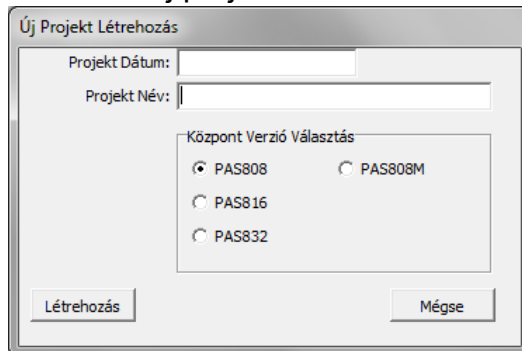 Új Projekt Létrehozás
Projekt Dátum:
Projekt Név:
Központ Verzió Választás
PAS808 PAS808M
PAS816
PAS832
Létrehozás Mégse